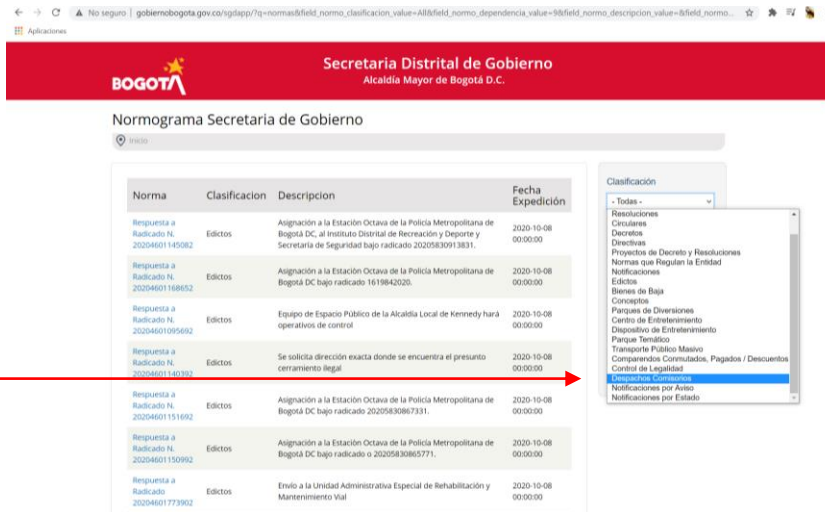 No seguro | gobiernobogota.gov.co/sgdapp/?q=normas&field_normo_clasificacion_value=All&field_normo_dependencia_value=9&field_normo_descripcion_value=&field_normo...
Aplicaciones
BOGOTÁ
Secretaria Distrital de Gobierno
Alcaldía Mayor de Bogotá D.C.
Normograma Secretaria de Gobierno
Inicio
Norma Clasificacion Descripcion Fecha Expedición
Respuesta a Radicado N. 20204601145082
Edictos
Asignación a la Estación Octava de la Policía Metropolitana de
Bogotá DC, al Instituto Distrital de Recreación y Deporte y
Secretaría de Seguridad bajo radicado 20205830913831.
2020-10-08
00:00:00
Respuesta a
Radicado N.
20204601168652
Edictos
Asignación a la Estación Octava de la Policía Metropolitana de
Bogotá DC bajo radicado 1619842020.
2020-10-08
00:00:00
Respuesta a
Radicado N.
20204601095692
Edictos
Equipo de Espacio Público de la Alcaldía Local de Kennedy hará
operativos de control
2020-10-08
00:00:00
Respuesta a
Radicado N.
20204601140392
Edictos
Se solicita dirección exacta donde se encuentra el presunto
cerramiento ilegal
2020-10-08
00:00:00
Respuesta a
Radicado N.
20204601151692
Edictos
Asignación a la Estación Octava de la Policía Metropolitana de
Bogotá DC bajo radicado 20205830867331.
2020-10-08
00:00:00
Respuesta a
Radicado N.
20204601150992
Edictos
Asignación a la Estación Octava de la Policía Metropolitana de
Bogotá DC bajo radicado o 20205830865771.
2020-10-08
00:00:00
Respuesta a
Radicado
20204601773902
Edictos
Envío a la Unidad Administrativa Especial de Rehabilitación y
Mantenimiento Vial
2020-10-08
00:00:00
Clasificación
- Todas -
Resoluciones
Circulares
Decretos
Directivas
Proyectos de Decreto y Resoluciones
Normas que Regulan la Entidad
Notificaciones
Edictos
Bienes de Baja
Conceptos
Parques de Diversiones
Centro de Entretenimiento
Dispositivo de Entretenimiento
Parque Temático
Transporte Público Masivo
Comparendos Conmutados, Pagados / Descuentos
Control de Legalidad
Despachos Comisorios
Notificaciones por Aviso
Notificaciones por Estado